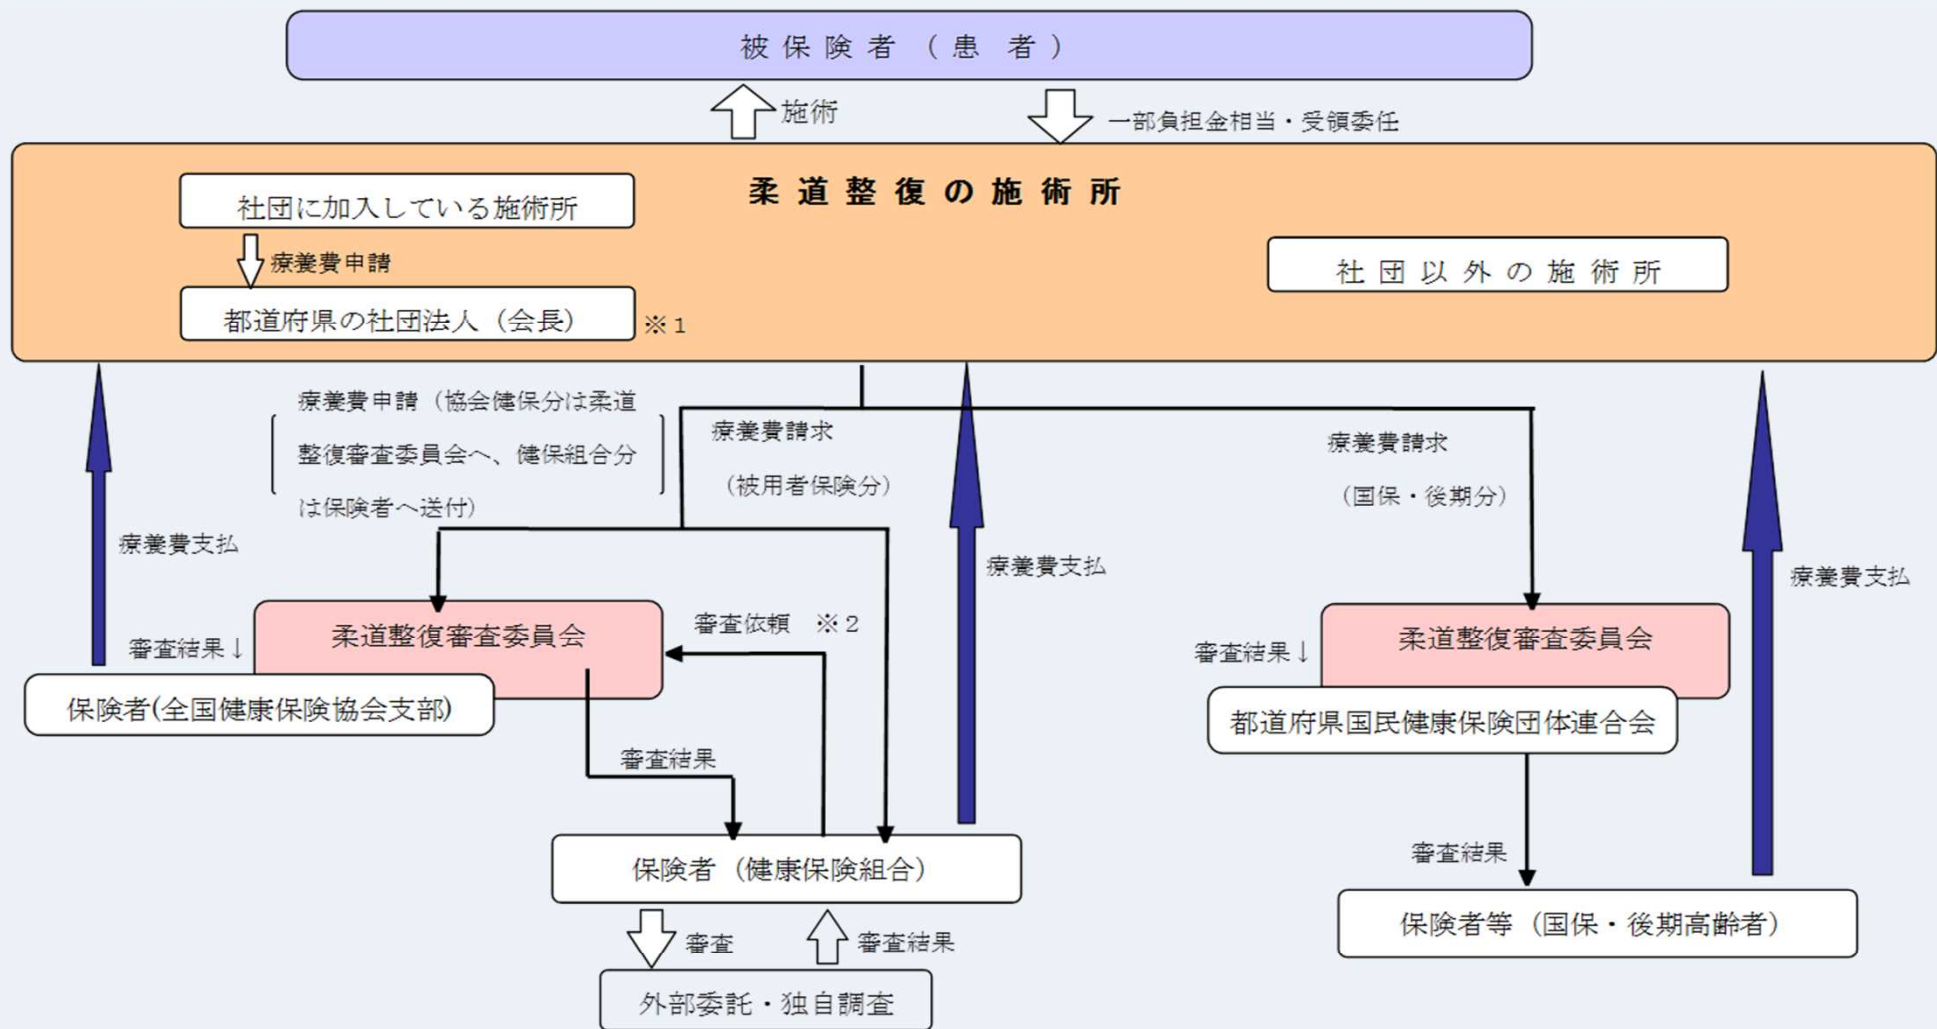 被保険者（患者）
施術
一部負担金相当・受領委任
柔道整復の施術所
社団に加入している施術所
療養費申請
都道府県の社団法人（会長）
※１
社団以外の施術所
療養費申請（協会健保分は柔道
整復審査委員会へ、健保組合分
は保険者へ送付）
療養費請求
（被用者保険分）
療養費請求
（国保・後期分）
療養費支払
療養費支払
療養費支払
審査結果↓
柔道整復審査委員会
保険者(全国健康保険協会支部)
審査依頼　※２
審査結果↓
柔道整復審査委員会
都道府県国民健康保険団体連合会
審査結果
保険者（健康保険組合）
審査結果
保険者等（国保・後期高齢者）
審査
審査結果
外部委託・独自調査